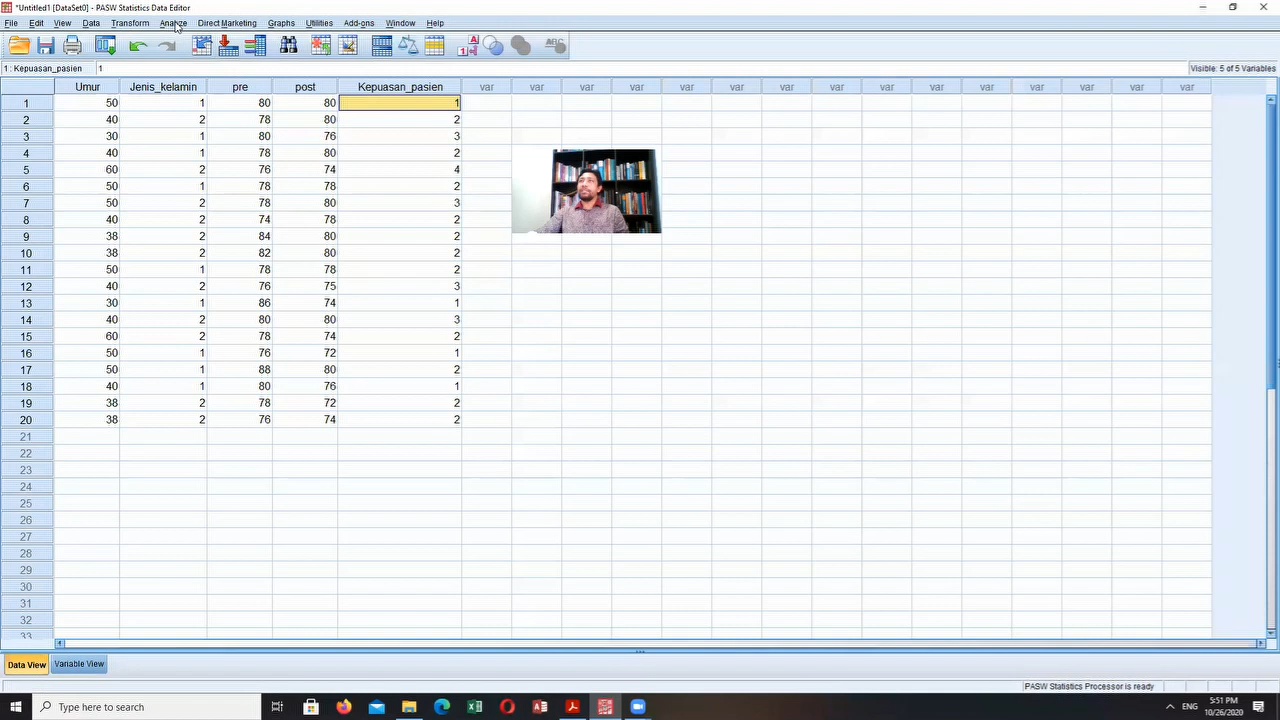 *Untitled1 [DataSet0] - PASW Statistics Data Editor
File Edit View Data Transform Analyze Direct Marketing Graphs Utilities Add-ons Window Help
1 : Kepuasan_pasien 1 Visible: 5 of 5 Variables
Umur Jenis_kelamin pre post Kepuasan_pasien var var var var var var var var var var var var var var var
1 50 1 80 80 1
2 40 2 78 80 2
3 30 1 80 76 3
4 40 1 78 80 2
5 60 2 76 74 4
6 50 1 78 78 2
7 50 2 78 80 3
8 40 2 74 78 2
9 38 2 84 80 2
10 38 2 82 80 2
11 50 1 78 78 2
12 40 2 76 75 3
13 30 1 86 74 1
14 40 2 80 80 3
15 60 2 78 74 2
16 50 1 76 72 1
17 50 1 88 80 2
18 40 1 80 76 1
19 38 2 78 72 2
20 38 2 76 74 2
21
22
23
24
25
26
27
28
29
30
31
32
33
Data View Variable View
PASW Statistics Processor is ready
Type here to search
ENG
5:51 PM
10/26/2020